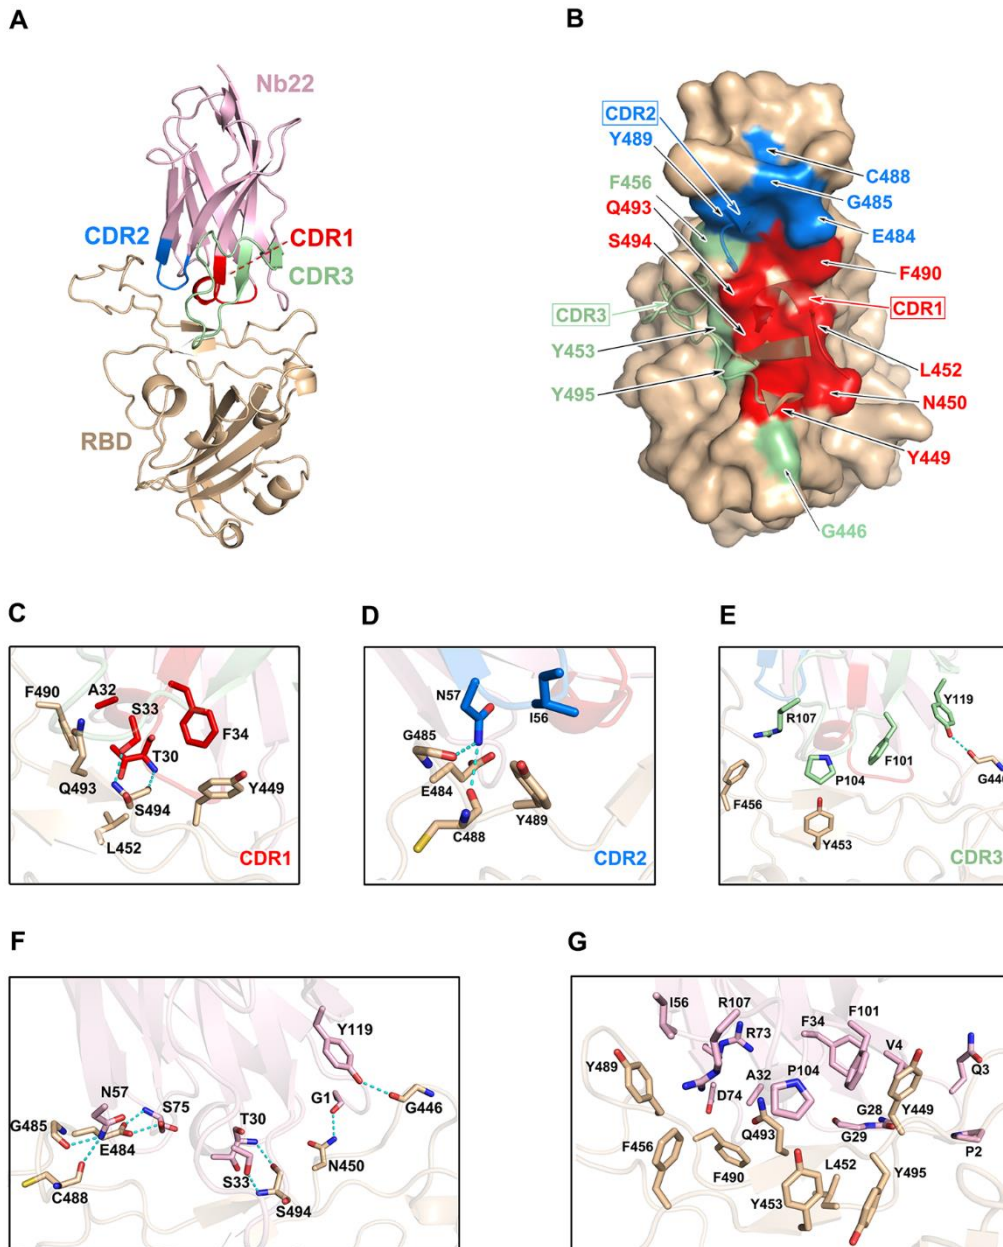 A
B
Nb22
CDR2
CDR1
CDR3
RBD
CDR2
Y489
F456
Q493
S494
CDR3
Y453
Y495
C488
G485
E484
F490
CDR1
L452
N450
Y449
G446
C
D
E
F490
A32
S33
F34
T30
Q493
S494
Y449
L452
CDR1
N57
I56
G485
E484
C488
Y489
CDR2
R107
Y119
F101
P104
G446
F456
Y453
CDR3
F
G
Y119
N57
S75
G1
T30
G446
G485
E484
N450
S33
C488
S494
I56
R107
F101
R73
F34
V4
Q3
Y489
A32
P104
D74
G28
Y449
Q493
G29
P2
F456
F490
L452
Y495
Y453